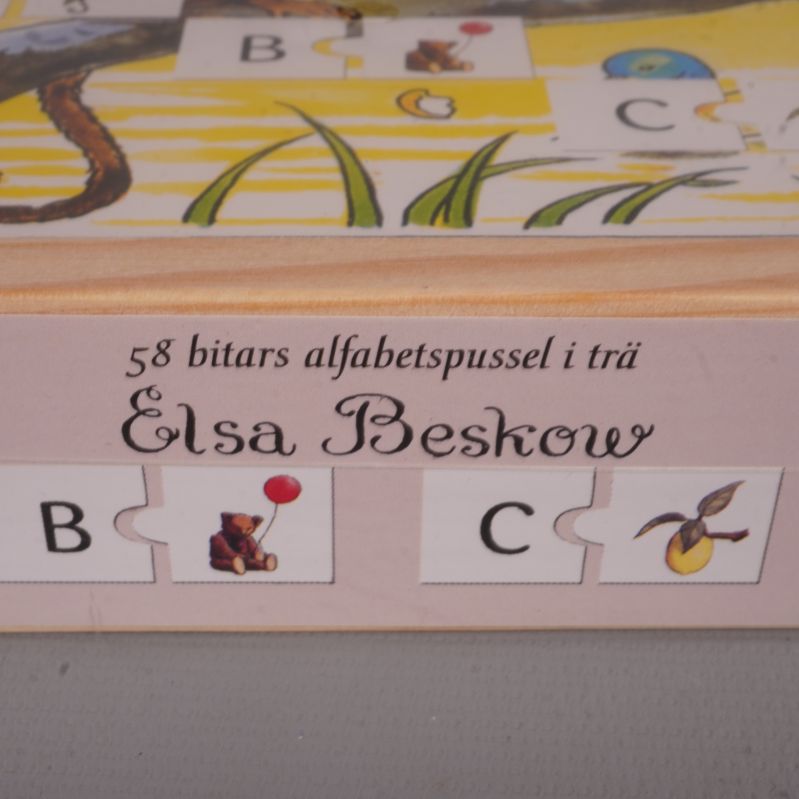 B
C
58 bitars alfabetspussel i trä
Elsa Beskow
B C